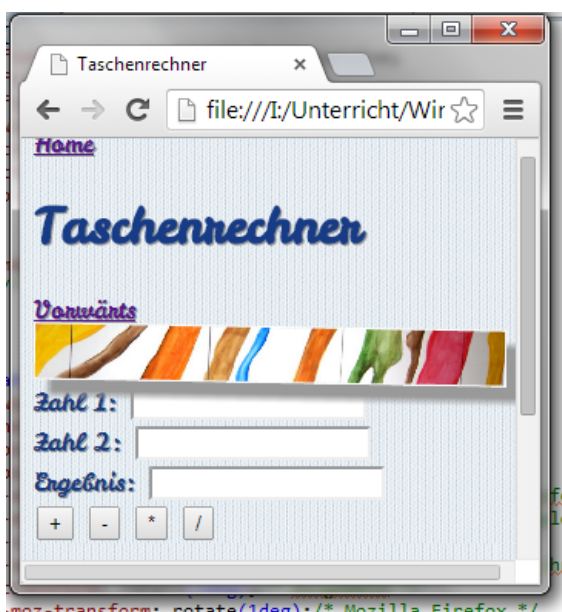 Taschenrechner
file:///I:/Unterricht/Wir
Home
Taschenrechner
Vorwärts
Zahl 1:
Zahl 2:
Ergebnis:
+ - * /
moz-transform: rotate(1deg);/* Mozilla Firefox */